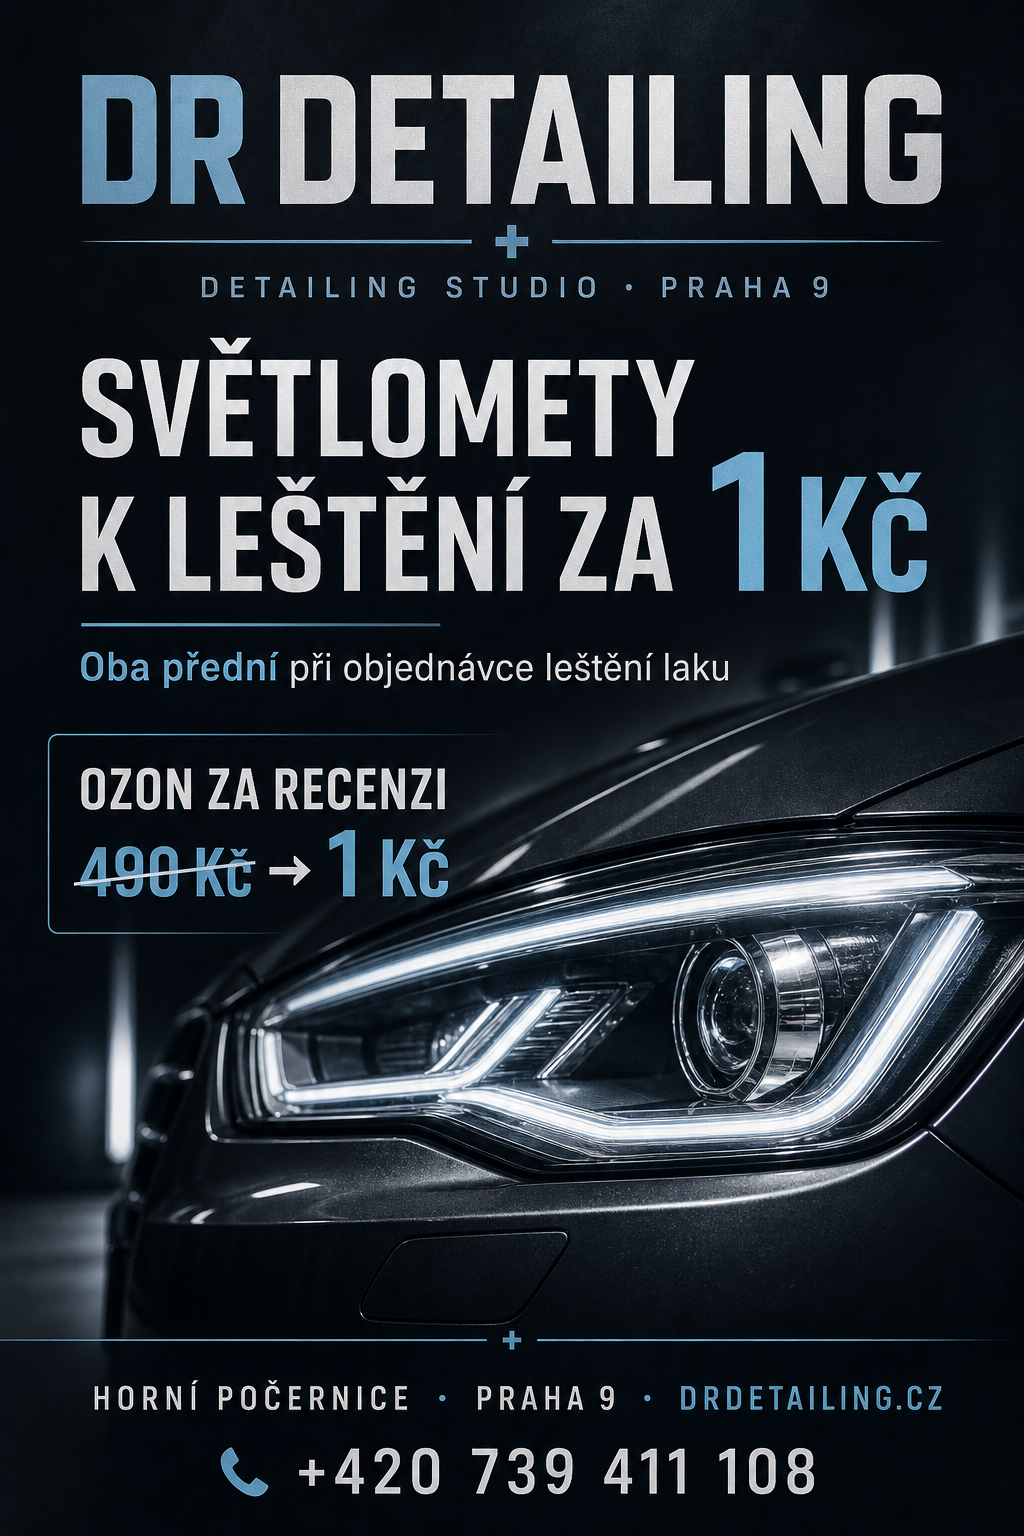 DR DETAILING
DETAILING STUDIO • PRAHA 9
SVĚTLOMETY
K LEŠTĚNÍ ZA 1 KČ
Oba přední při objednávce leštění laku
OZON ZA RECENZI
490 Kč → 1 Kč
HORNÍ POČERNICE • PRAHA 9 • DRDETAILING.CZ
+420 739 411 108